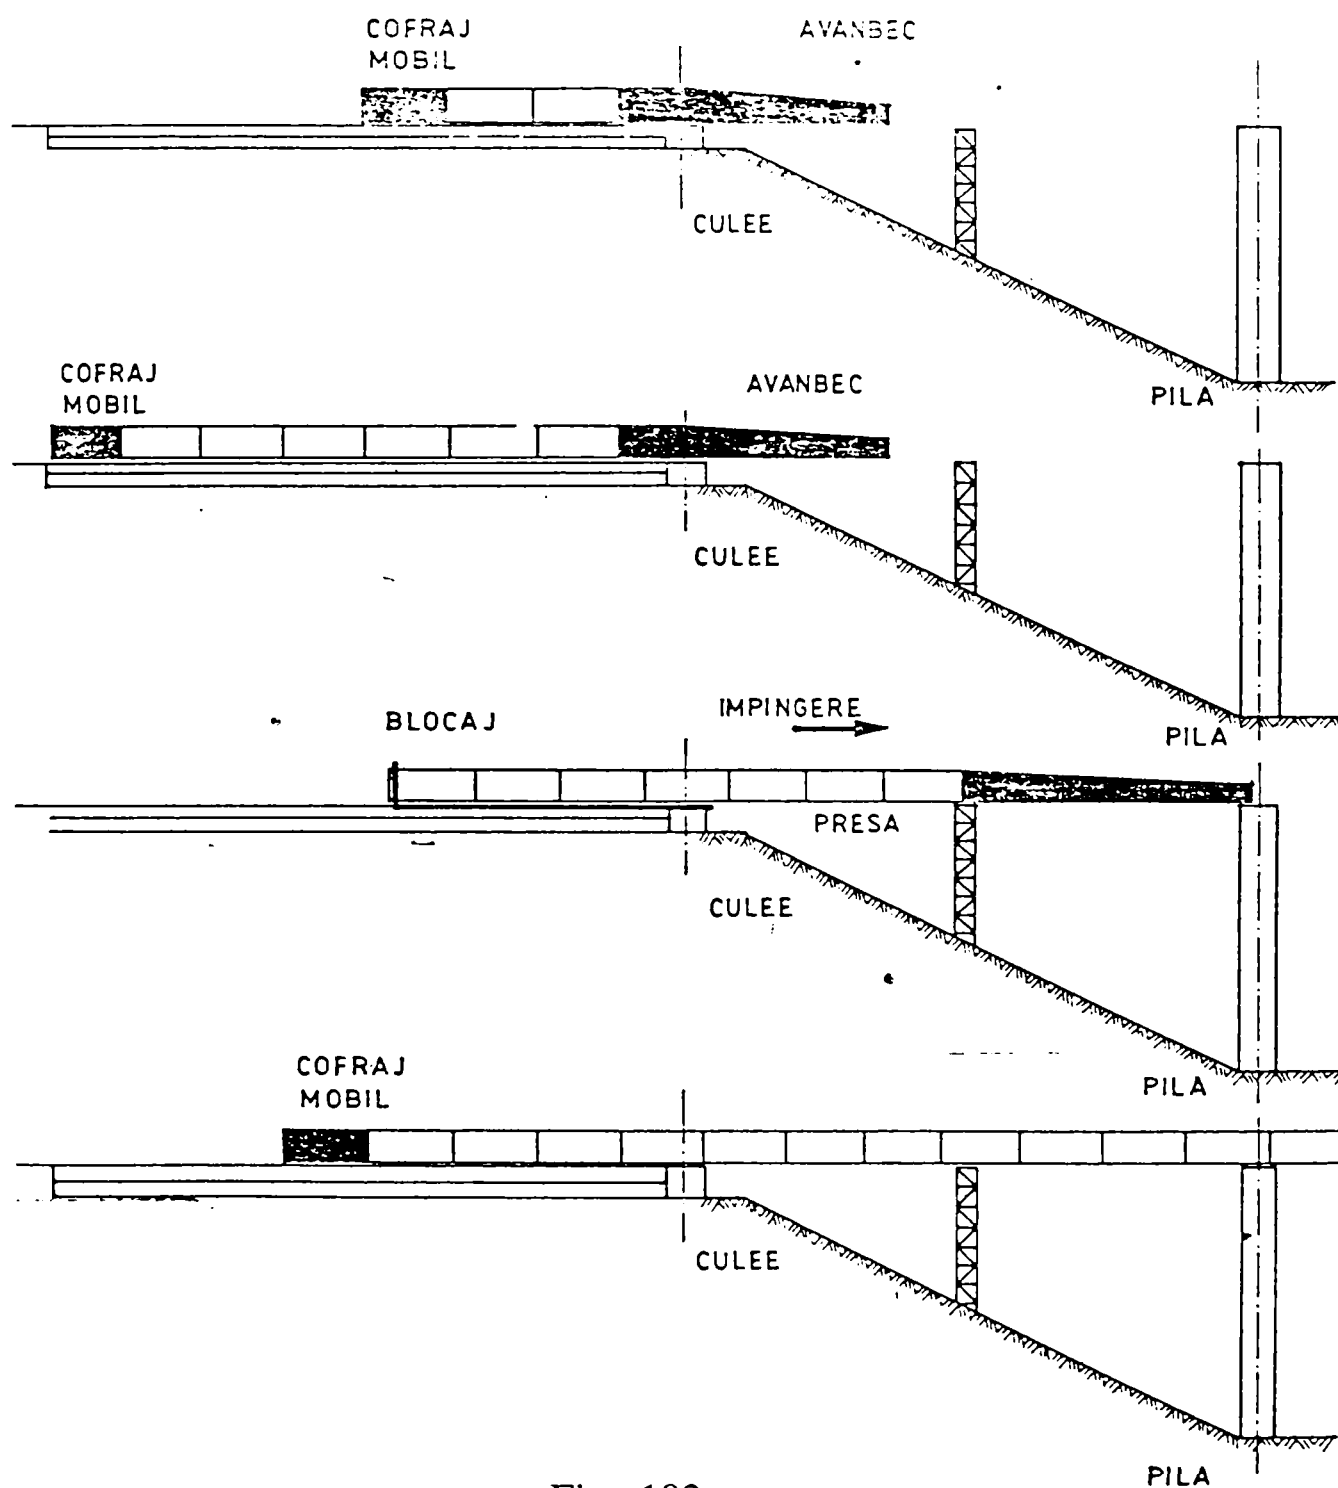 COFRAJ
MOBIL
AVANBEC
CULEE
PILA
COFRAJ
MOBIL
AVANBEC
CULEE
PILA
BLOCAJ
IMPINGERE
PRESA
CULEE
PILA
COFRAJ
MOBIL
CULEE
PILA